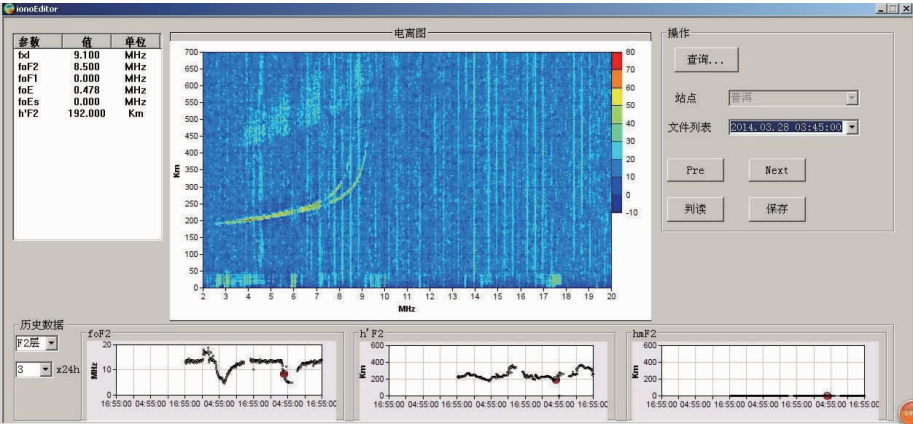 ionoEditor
参数 值 单位
fxI 9.100 MHz
foF2 8.500 MHz
foF1 0.000 MHz
foE 0.478 MHz
foEs 0.000 MHz
h'F2 192.000 Km
电离图
700
650
600
550
500
450
400
350
300
250
200
150
100
50
0
Km
2 3 4 5 6 7 8 9 10 11 12 13 14 15 16 17 18 19 20
MHz
80
70
60
50
40
30
20
10
0
-10
操作
查询...
站点 普洱
文件列表 2014.03.28 03:45:00
Pre Next
判读 保存
历史数据
F2层
3 x24h
foF2
20
10
0
MHz
16:55:00 04:55:00 16:55:00 04:55:00 16:55:00 04:55:00 16:55:00
h'F2
600
400
200
0
Km
16:55:00 04:55:00 16:55:00 04:55:00 16:55:00 04:55:00 16:55:00
hmF2
600
400
200
0
Km
16:55:00 04:55:00 16:55:00 04:55:00 16:55:00 04:55:00 16:55:00